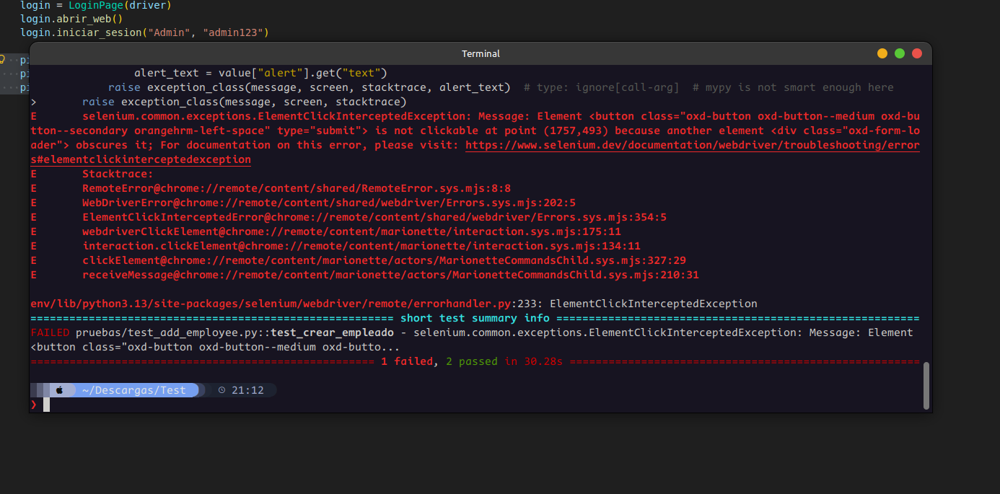 login = LoginPage(driver)
login.abrir_web()
login.iniciar_sesion("Admin", "admin123")
Terminal
alert_text = value["alert"].get("text")
raise exception_class(message, screen, stacktrace, alert_text)  # type: ignore[call-arg]  # mypy is not smart enough here
>       raise exception_class(message, screen, stacktrace)
E       selenium.common.exceptions.ElementClickInterceptedException: Message: Element <button class="oxd-button oxd-button--medium oxd-bu
tton--secondary orangehrm-left-space" type="submit"> is not clickable at point (1757,493) because another element <div class="oxd-form-lo
ader"> obscures it; For documentation on this error, please visit: https://www.selenium.dev/documentation/webdriver/troubleshooting/error
s#elementclickinterceptedexception
E       Stacktrace:
E       RemoteError@chrome://remote/content/shared/RemoteError.sys.mjs:8:8
E       WebDriverError@chrome://remote/content/shared/webdriver/Errors.sys.mjs:202:5
E       ElementClickInterceptedError@chrome://remote/content/shared/webdriver/Errors.sys.mjs:354:5
E       webdriverClickElement@chrome://remote/content/marionette/interaction.sys.mjs:175:11
E       interaction.clickElement@chrome://remote/content/marionette/interaction.sys.mjs:134:11
E       clickElement@chrome://remote/content/marionette/actors/MarionetteCommandsChild.sys.mjs:327:29
E       receiveMessage@chrome://remote/content/marionette/actors/MarionetteCommandsChild.sys.mjs:210:31
env/lib/python3.13/site-packages/selenium/webdriver/remote/errorhandler.py:233: ElementClickInterceptedException
======================================================== short test summary info ========================================================
FAILED pruebas/test_add_employee.py::test_crear_empleado - selenium.common.exceptions.ElementClickInterceptedException: Message: Element
<button class="oxd-button oxd-button--medium oxd-butto...
===================================================== 1 failed, 2 passed in 30.28s ======================================================
~/Descargas/Test 21:12
❯